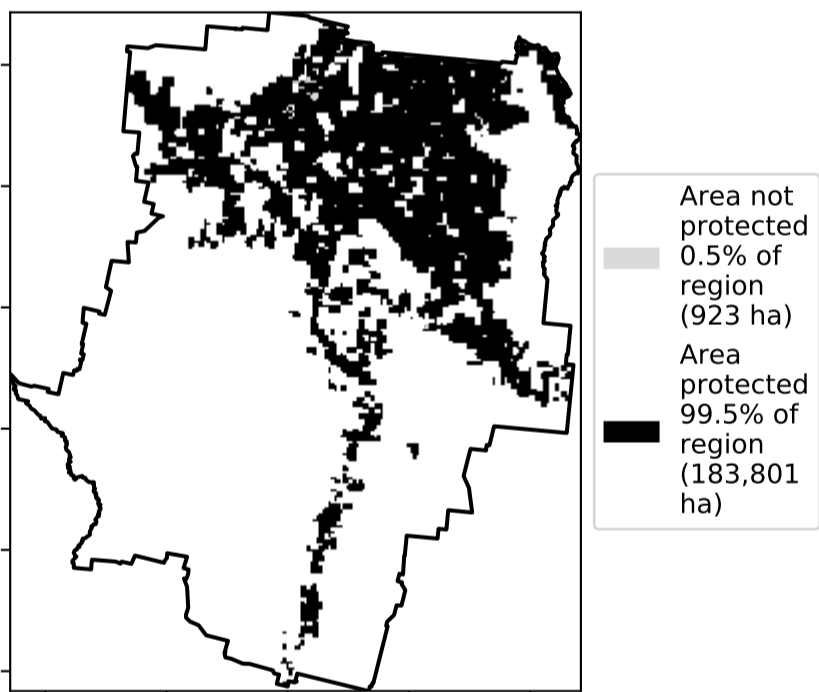 Area not
protected
0.5% of
region
(923 ha)
Area
protected
99.5% of
region
(183,801
ha)